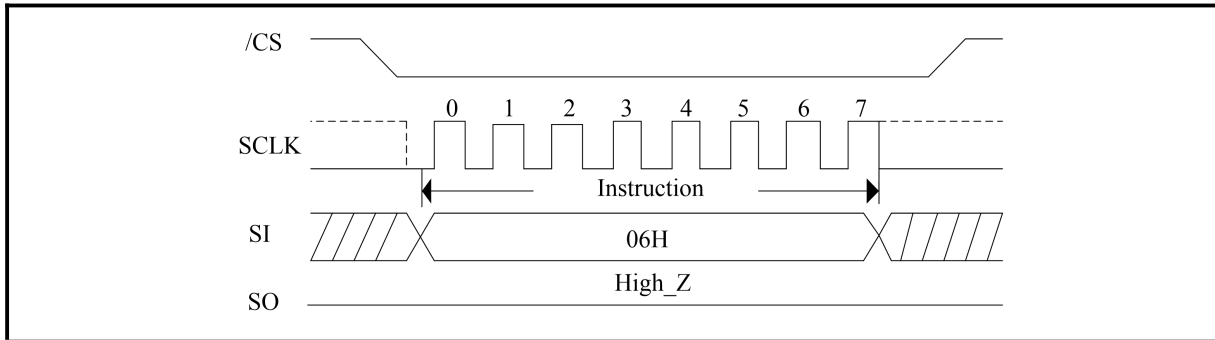 /CS
0 1 2 3 4 5 6 7
SCLK
Instruction
SI
06H
High_Z
SO